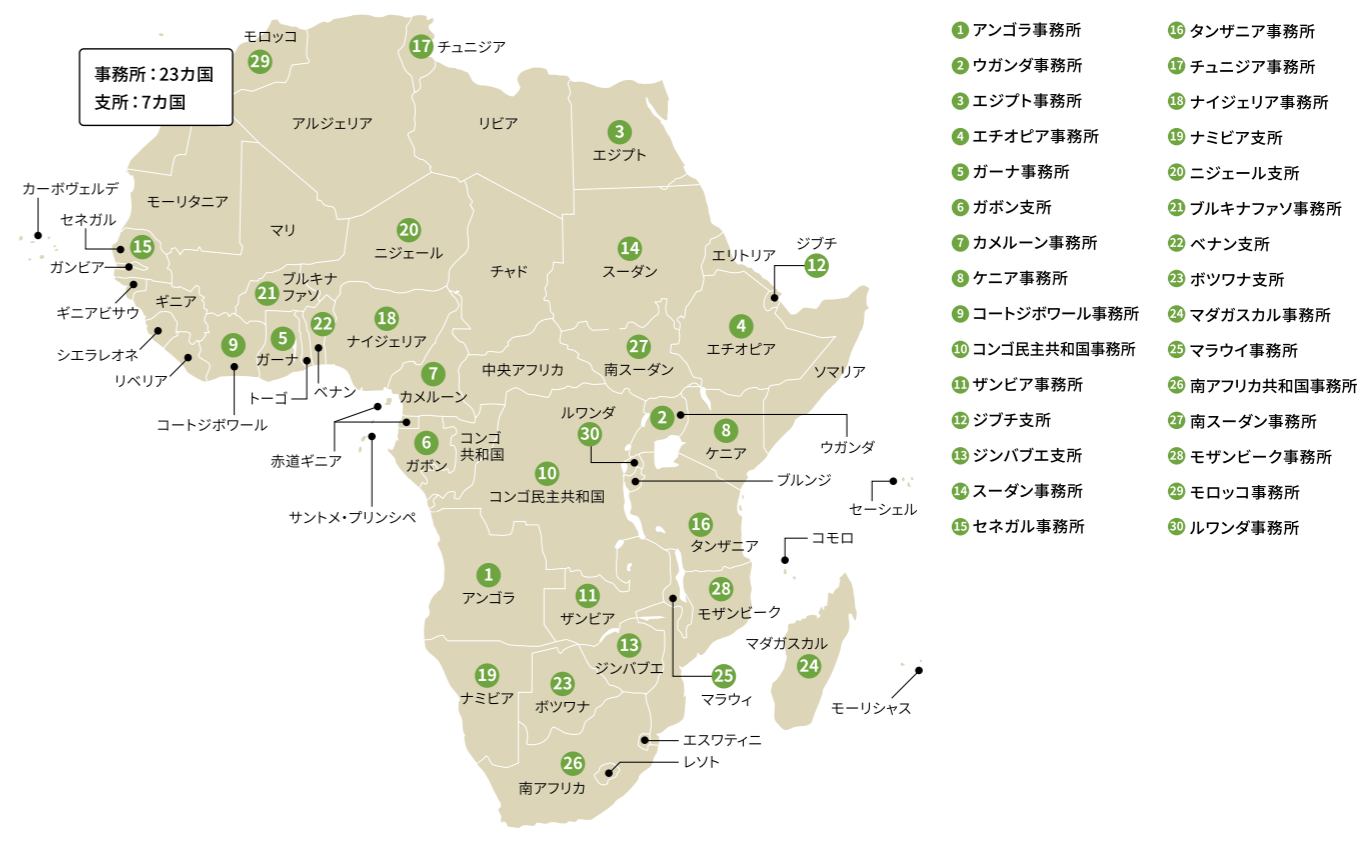 事務所：23カ国
支所：7カ国
モロッコ
29
17 チュニジア
アルジェリア
リビア
3
エジプト
カーボヴェルデ
モーリタニア
セネガル
15
マリ
20
ニジェール
チャド
14
スーダン
エリトリア
ジブチ
12
ガンビア
ギニアビサウ
ギニア
21
ブルキナ
ファソ
22
18
ナイジェリア
4
エチオピア
シエラレオネ
リベリア
9
5
ガーナ
トーゴ
ベナン
コートジボワール
7
カメルーン
中央アフリカ
27
南スーダン
ソマリア
赤道ギニア
6
ガボン
コンゴ
共和国
ルワンダ
30
2
8
ケニア
ウガンダ
サントメ・プリンシペ
10
コンゴ民主共和国
ブルンジ
セーシェル
16
タンザニア
コモロ
1
アンゴラ
11
ザンビア
28
モザンビーク
13
ジンバブエ
マダガスカル
24
19
ナミビア
23
ボツワナ
25
マラウィ
モーリシャス
エスワティニ
レソト
26
南アフリカ
1 アンゴラ事務所
2 ウガンダ事務所
3 エジプト事務所
4 エチオピア事務所
5 ガーナ事務所
6 ガボン支所
7 カメルーン事務所
8 ケニア事務所
9 コートジボワール事務所
10 コンゴ民主共和国事務所
11 ザンビア事務所
12 ジブチ支所
13 ジンバブエ支所
14 スーダン事務所
15 セネガル事務所
16 タンザニア事務所
17 チュニジア事務所
18 ナイジェリア事務所
19 ナミビア支所
20 ニジェール支所
21 ブルキナファソ事務所
22 ベナン支所
23 ボツワナ支所
24 マダガスカル事務所
25 マラウイ事務所
26 南アフリカ共和国事務所
27 南スーダン事務所
28 モザンビーク事務所
29 モロッコ事務所
30 ルワンダ事務所